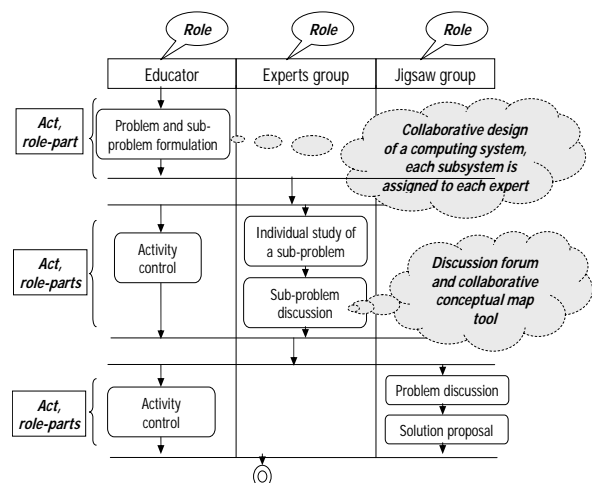 Role
Role
Role
Educator
Experts group
Jigsaw group
Act,
role-part
Problem and sub-
problem formulation
Collaborative design
of a computing system,
each subsystem is
assigned to each expert
Act,
role-parts
Activity
control
Individual study of
a sub-problem
Sub-problem
discussion
Discussion forum
and collaborative
conceptual map
tool
Act,
role-parts
Activity
control
Problem discussion
Solution proposal